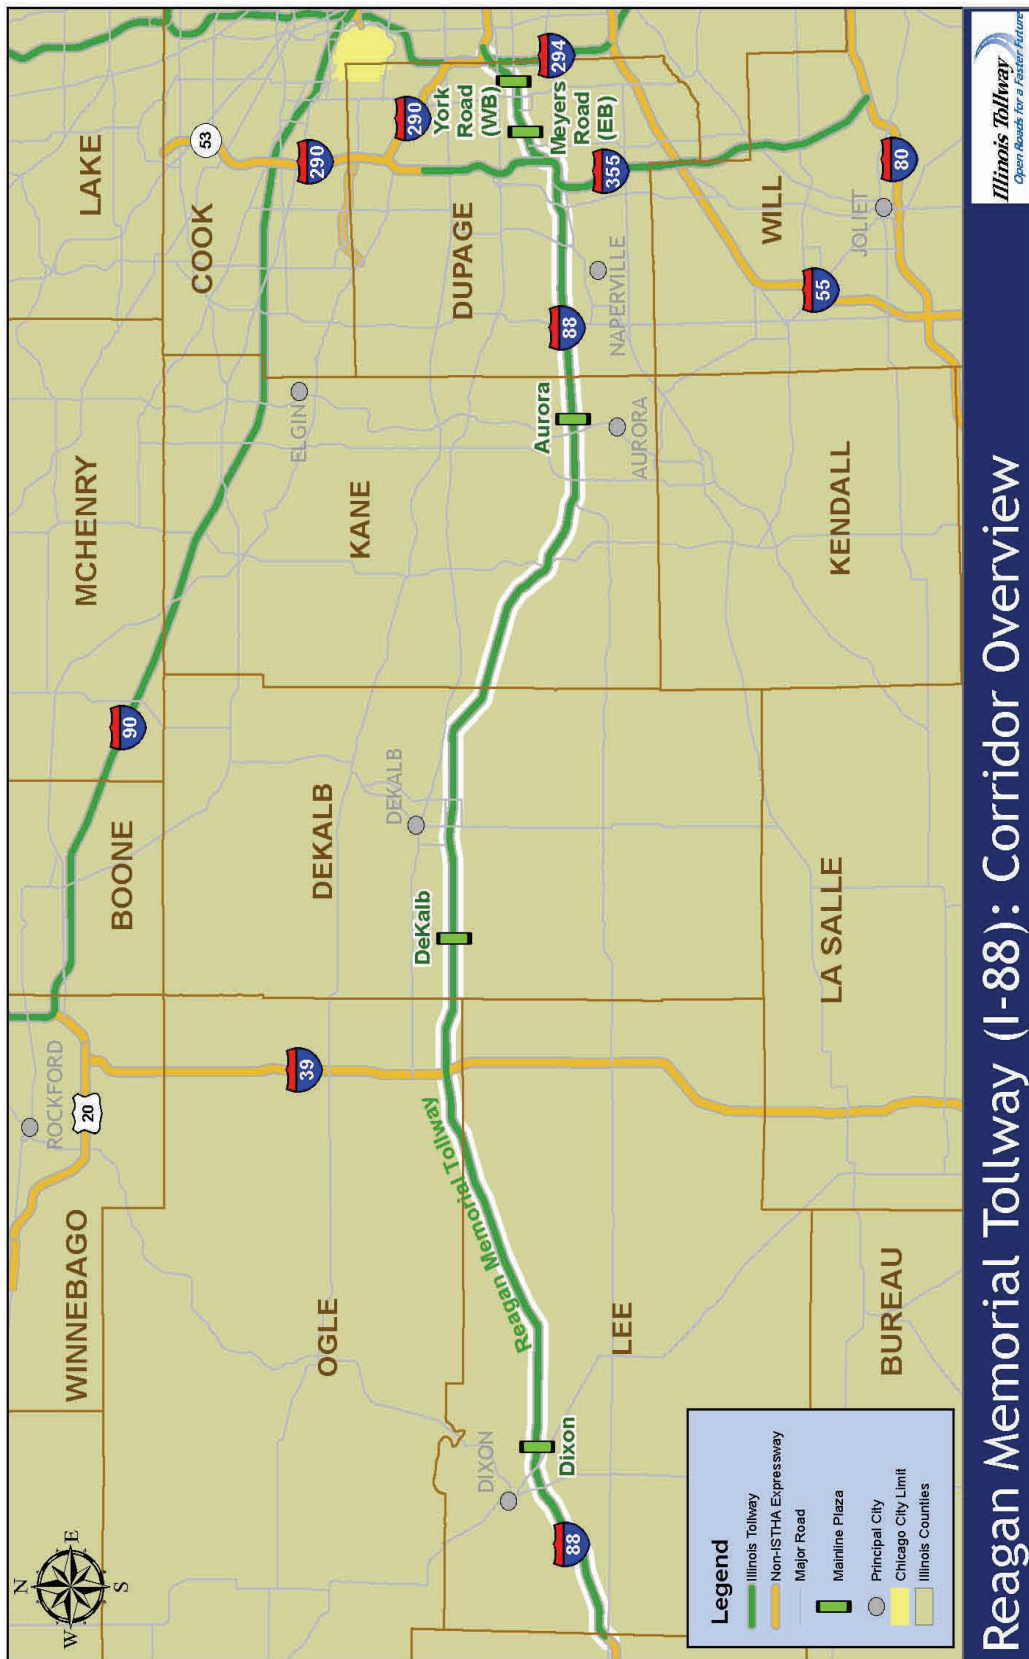 N
W E
S
WINNEBAGO
BOONE
MCHENRY
LAKE
ROCKFORD
20
90
53
COOK
290
290
ELGIN
39
OGLE
DEKALB
KANE
DUPAGE
DEKALB
DeKalb
York
Road
(WB)
Meyers
Road
(EB)
294
355
88
Aurora
AURORA
NAPERVILLE
Reagan Memorial Tollway
DIXON
Dixon
88
LEE
WILL
55
JOLIET
80
KENDALL
LA SALLE
BUREAU
Legend
Illinois Tollway
Non-ISTHA Expressway
Major Road
Mainline Plaza
Principal City
Chicago City Limit
Illinois Counties
Reagan Memorial Tollway (I-88): Corridor Overview
Illinois Tollway
Open Roads for a Faster Future